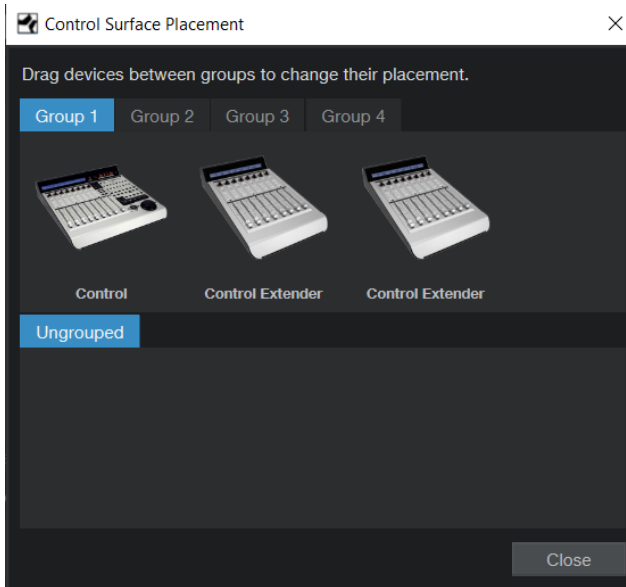 Control Surface Placement
Drag devices between groups to change their placement.
Group 1 Group 2 Group 3 Group 4
Control Control Extender Control Extender
Ungrouped
Close